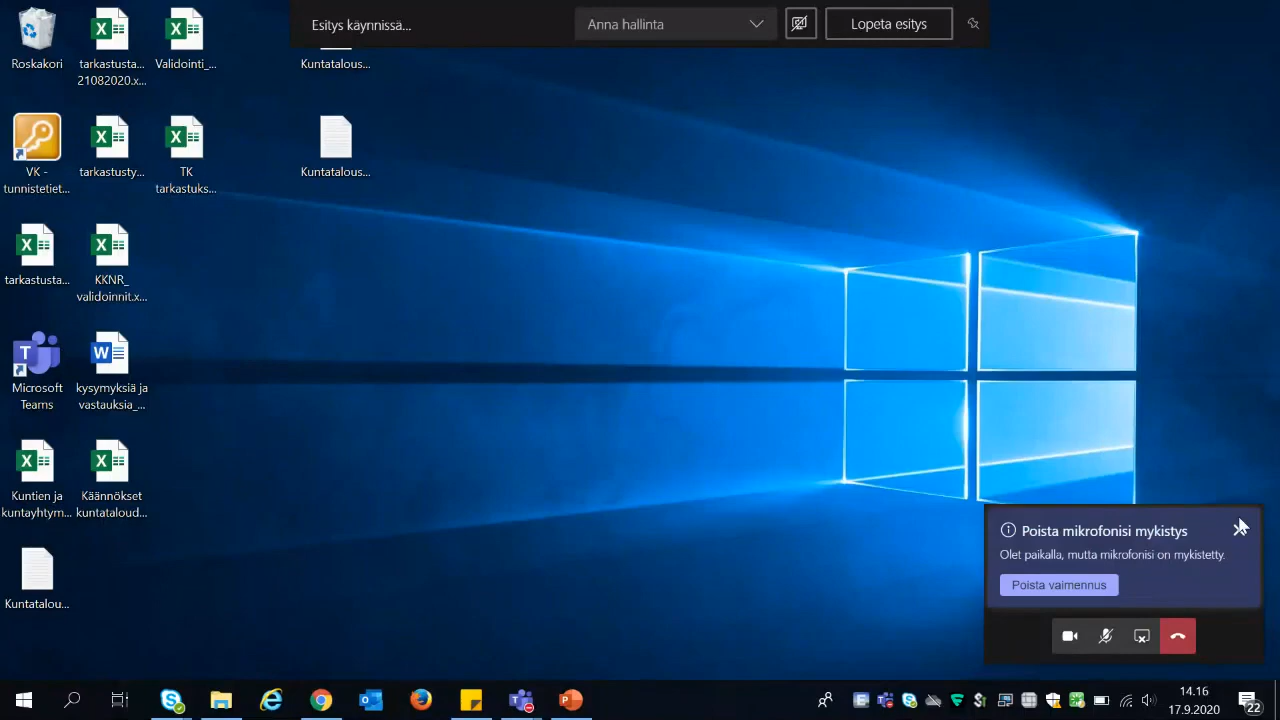 Esitys käynnissä...
Lopeta esitys
Roskakori
tarkastusta...
21082020.x...
Validointi_...
Kuntatalous...
VK -
tunnistetiet...
tarkastusty...
TK
tarkastuks...
Kuntatalous...
tarkastusta...
KKNR_
validoinnit.x...
Microsoft
Teams
kysymyksiä ja
vastauksia_...
Kuntien ja
kuntayhtym...
Käännökset
kuntataloud...
Kuntatalou...
Poista mikrofonisi mykistys
Olet paikalla, mutta mikrofonisi on mykistetty.
Poista vaimennus
14.16
17.9.2020
22